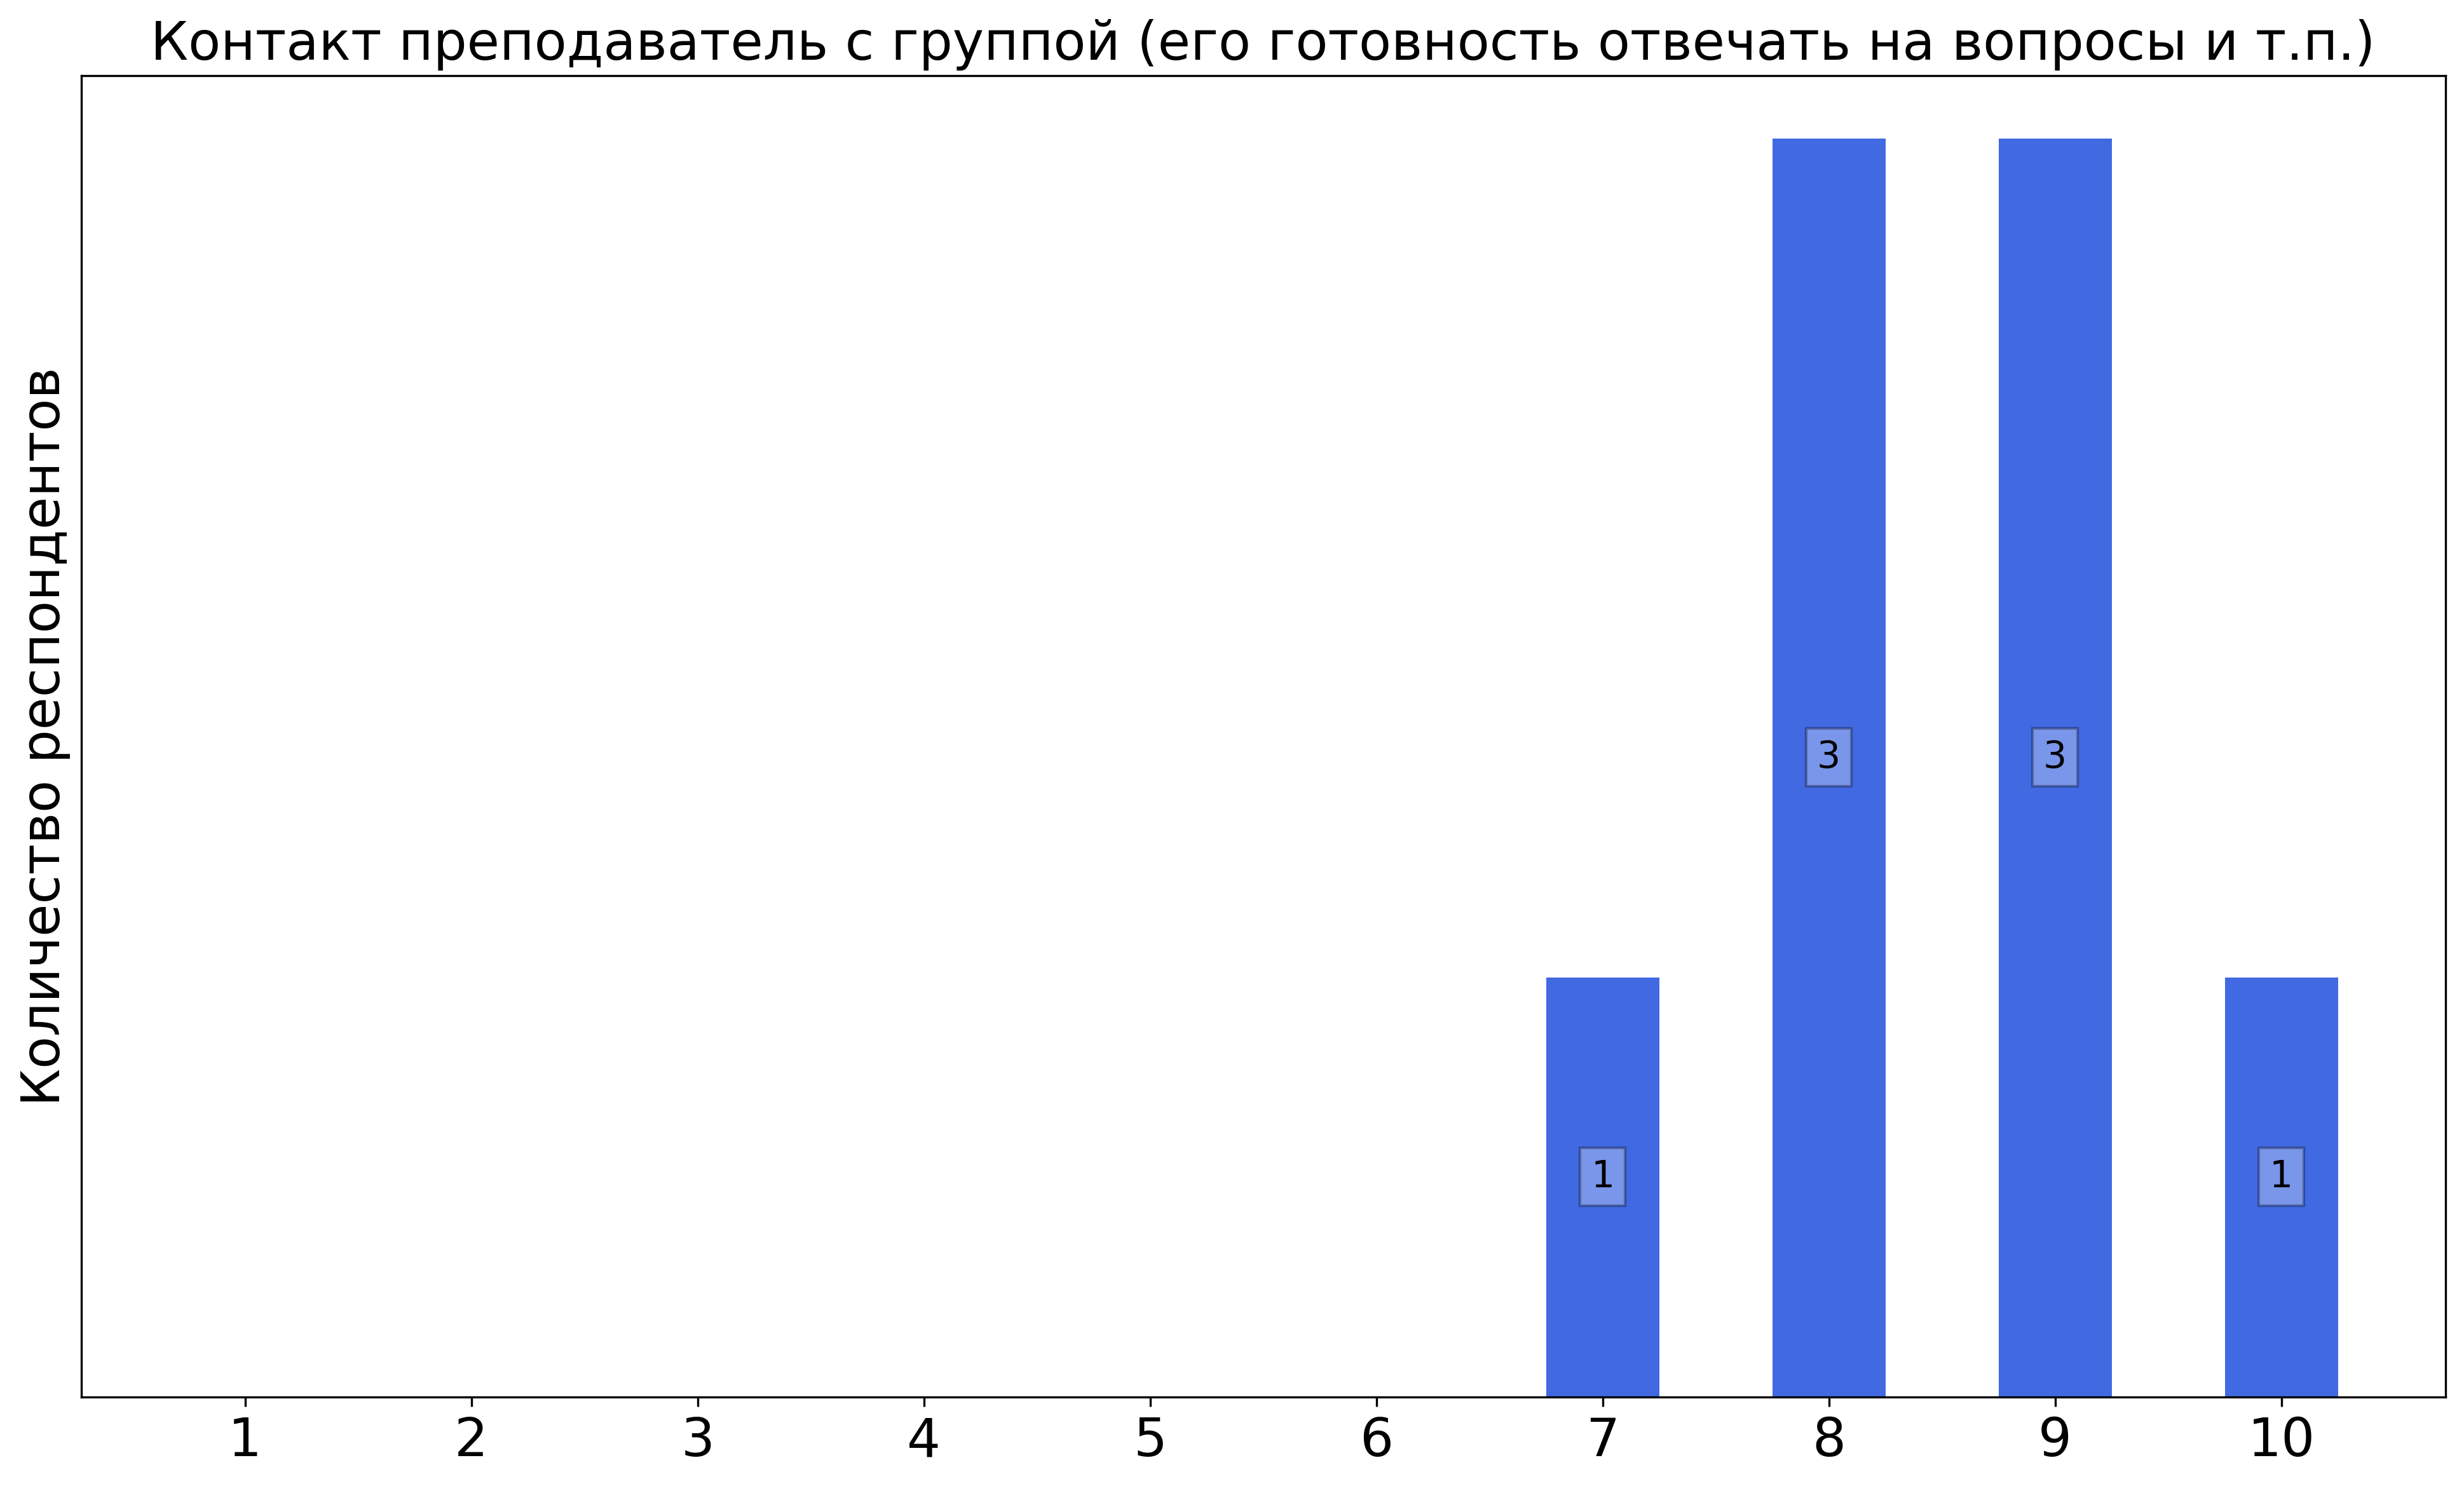 Контакт преподаватель с группой (его готовность отвечать на вопросы и т.п.)
Количество респондентов
3 3
1 1
1 2 3 4 5 6 7 8 9 10